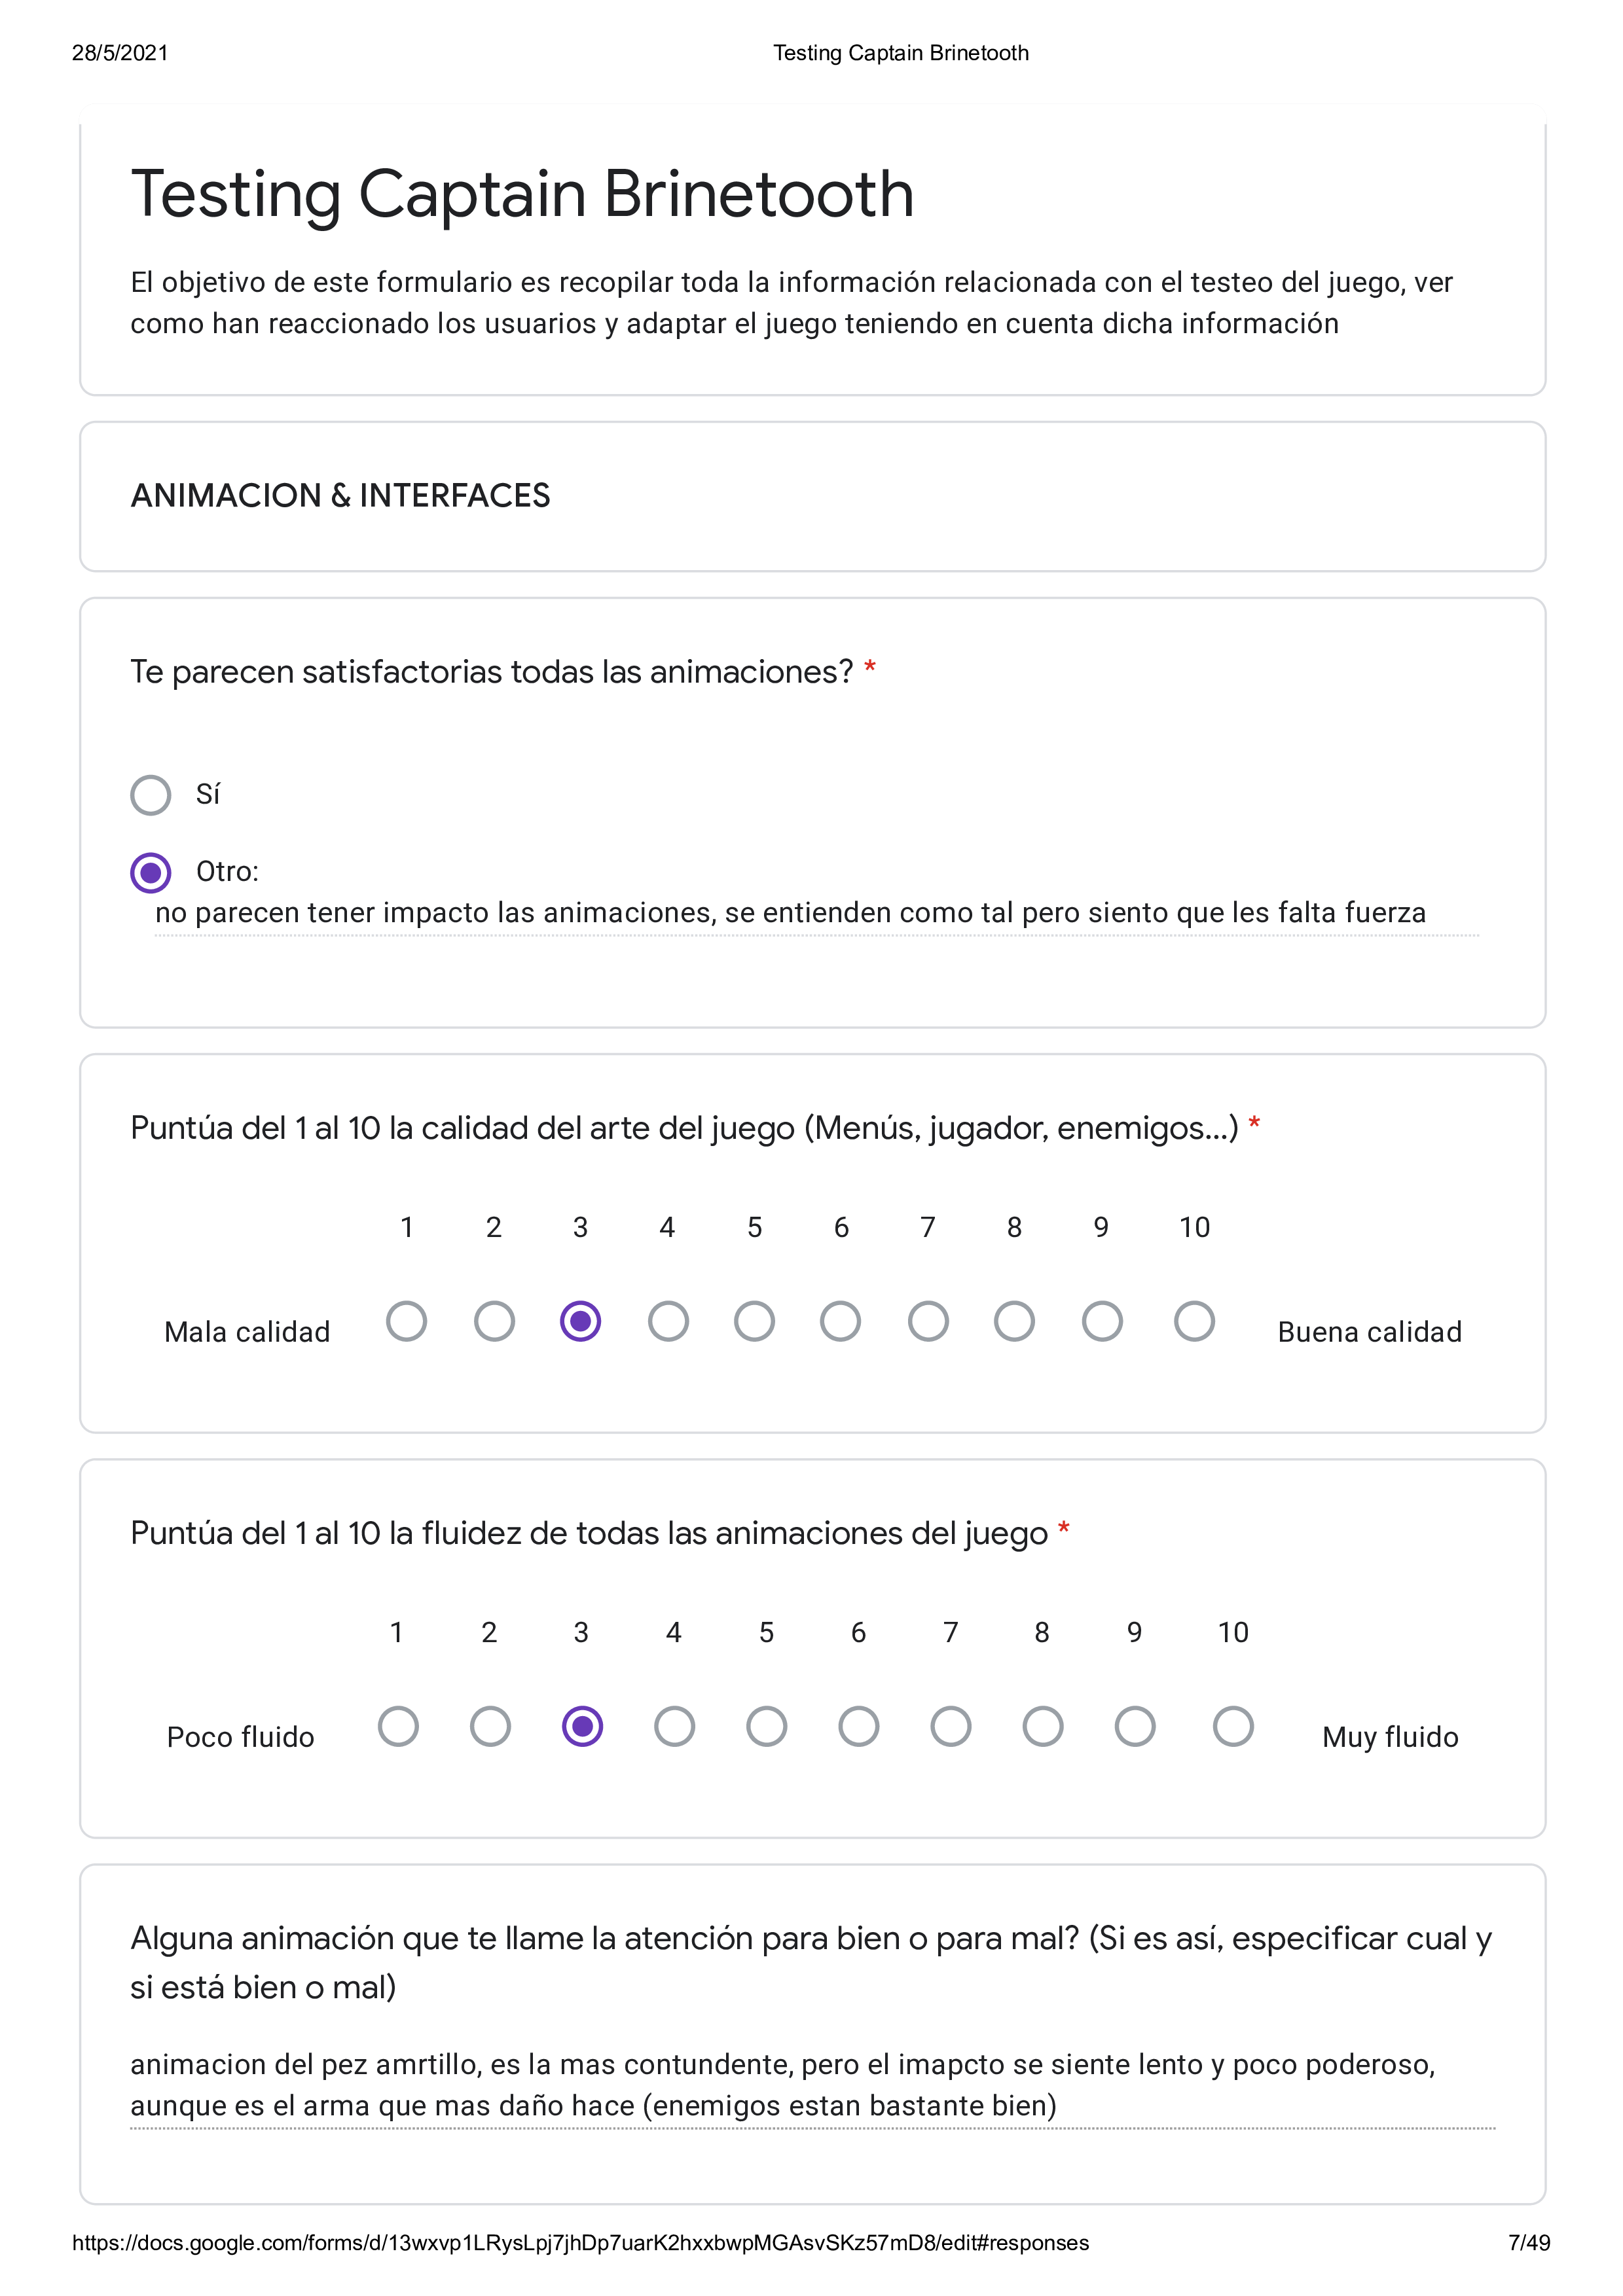 28/5/2021 Testing Captain Brinetooth
Testing Captain Brinetooth
El objetivo de este formulario es recopilar toda la información relacionada con el testeo del juego, ver
como han reaccionado los usuarios y adaptar el juego teniendo en cuenta dicha información
ANIMACION & INTERFACES
Te parecen satisfactorias todas las animaciones? *
Sí
Otro:
no parecen tener impacto las animaciones, se entienden como tal pero siento que les falta fuerza
Puntúa del 1 al 10 la calidad del arte del juego (Menús, jugador, enemigos...) *
1 2 3 4 5 6 7 8 9 10
Mala calidad Buena calidad
Puntúa del 1 al 10 la fluidez de todas las animaciones del juego *
1 2 3 4 5 6 7 8 9 10
Poco fluido Muy fluido
Alguna animación que te llame la atención para bien o para mal? (Si es así, especificar cual y
si está bien o mal)
animacion del pez amrtillo, es la mas contundente, pero el imapcto se siente lento y poco poderoso,
aunque es el arma que mas daño hace (enemigos estan bastante bien)
https://docs.google.com/forms/d/13wxvp1LRysLpj7jhDp7uarK2hxxbwpMGAsvSKz57mD8/edit#responses 7/49